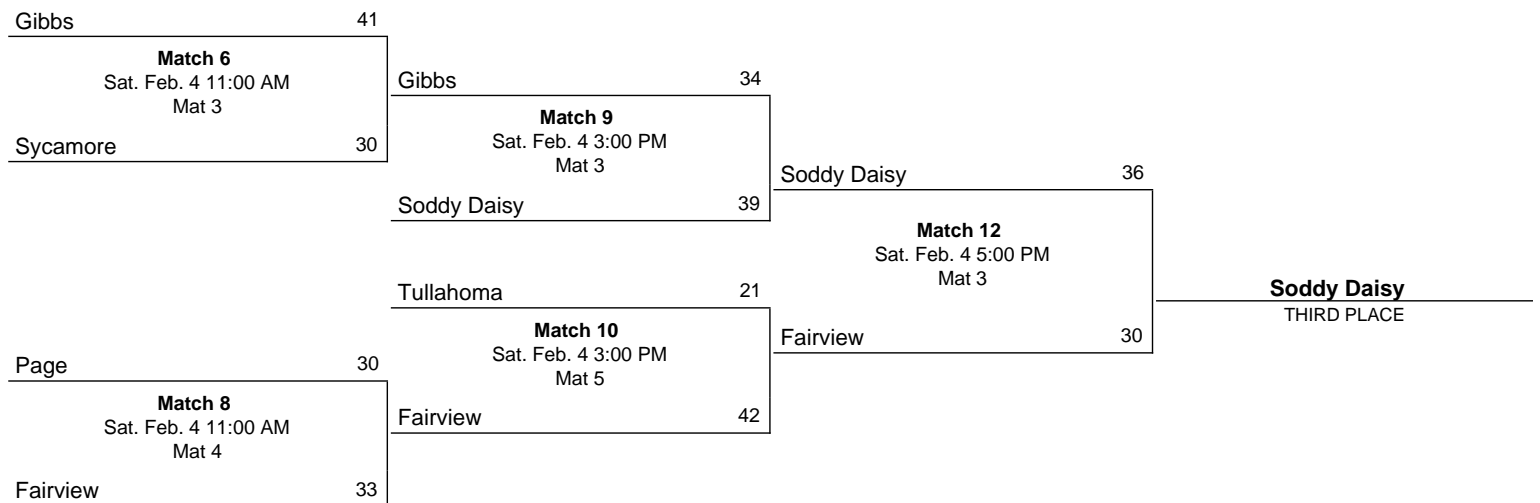 Gibbs 41
Match 6
Sat. Feb. 4 11:00 AM
Mat 3
Sycamore 30
Gibbs 34
Match 9
Sat. Feb. 4 3:00 PM
Mat 3
Soddy Daisy 39
Soddy Daisy 36
Match 12
Sat. Feb. 4 5:00 PM
Mat 3
Fairview 30
Soddy Daisy
THIRD PLACE
Tullahoma 21
Match 10
Sat. Feb. 4 3:00 PM
Mat 5
Fairview 42
Page 30
Match 8
Sat. Feb. 4 11:00 AM
Mat 4
Fairview 33